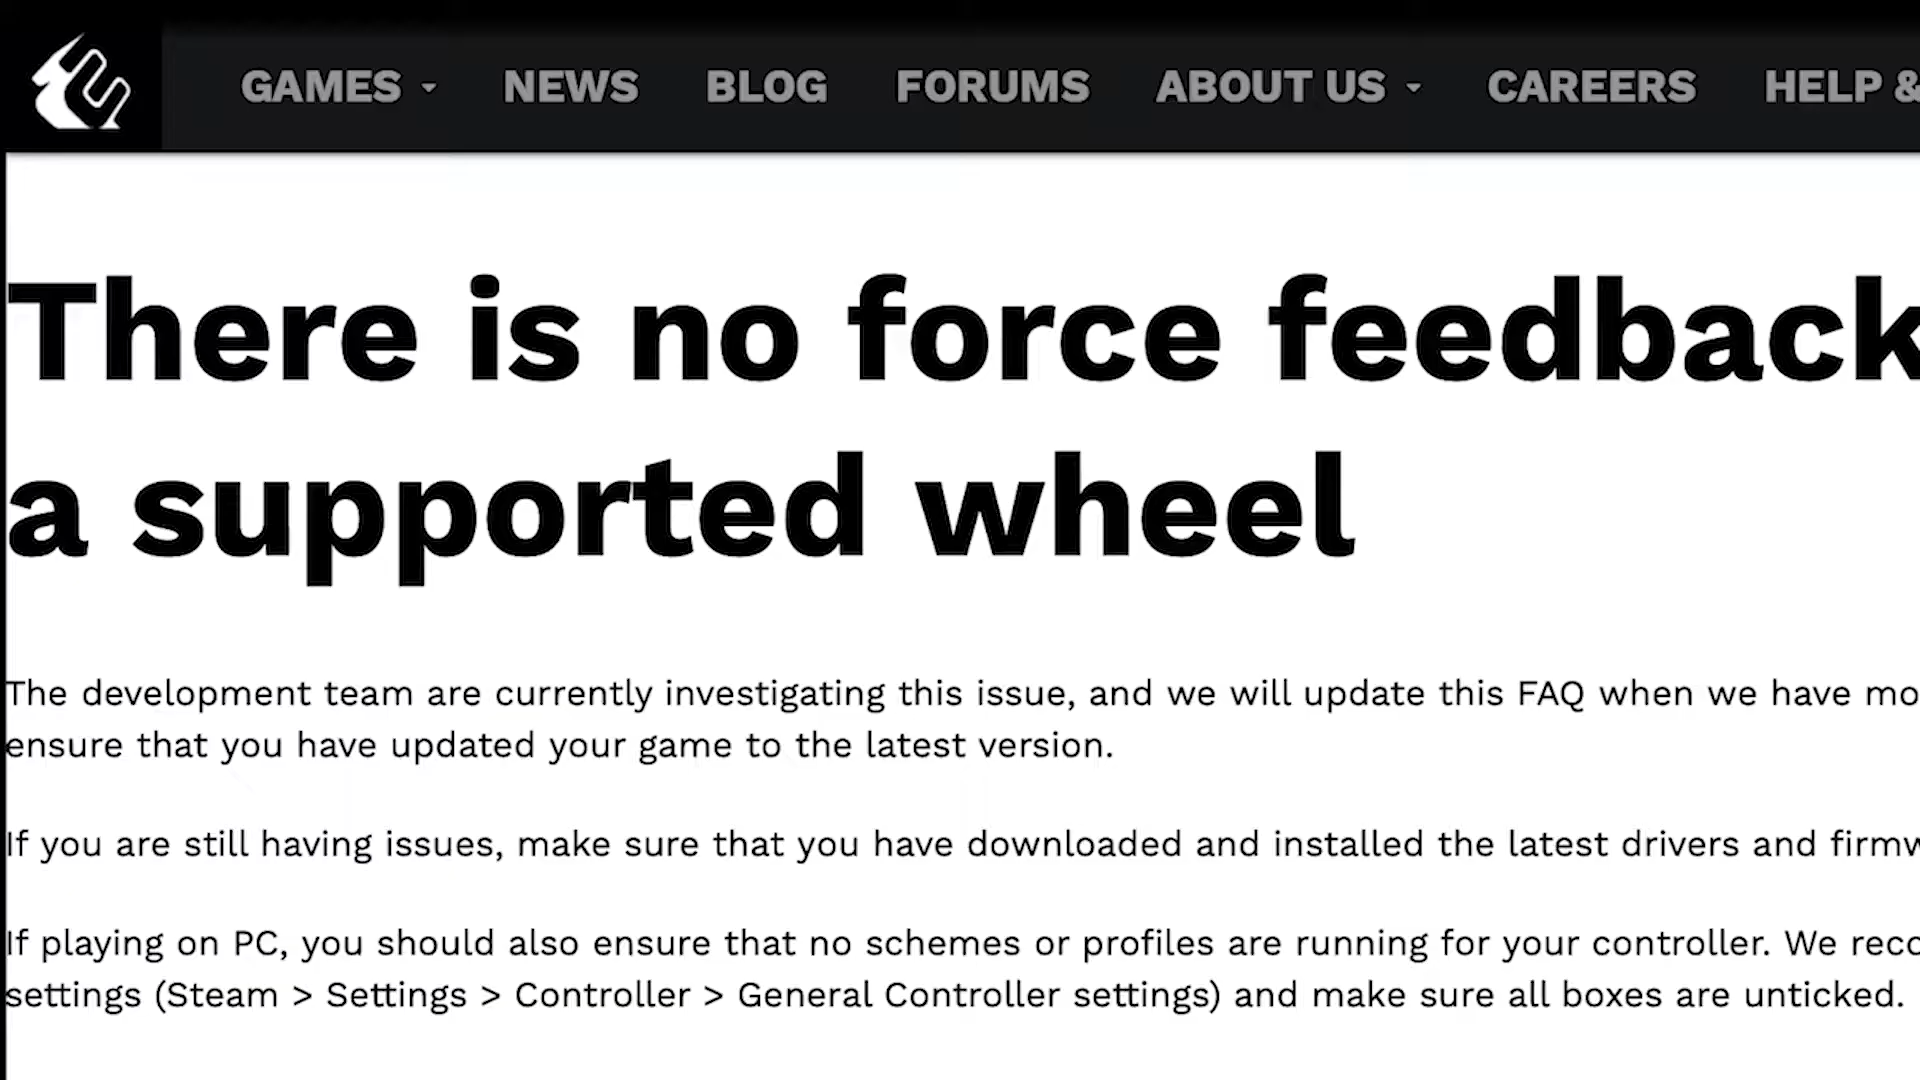 GAMES NEWS BLOG FORUMS ABOUT US CAREERS HELP &
There is no force feedback
a supported wheel
The development team are currently investigating this issue, and we will update this FAQ when we have mo
ensure that you have updated your game to the latest version.
If you are still having issues, make sure that you have downloaded and installed the latest drivers and firmw
If playing on PC, you should also ensure that no schemes or profiles are running for your controller. We reco
settings (Steam > Settings > Controller > General Controller settings) and make sure all boxes are unticked.